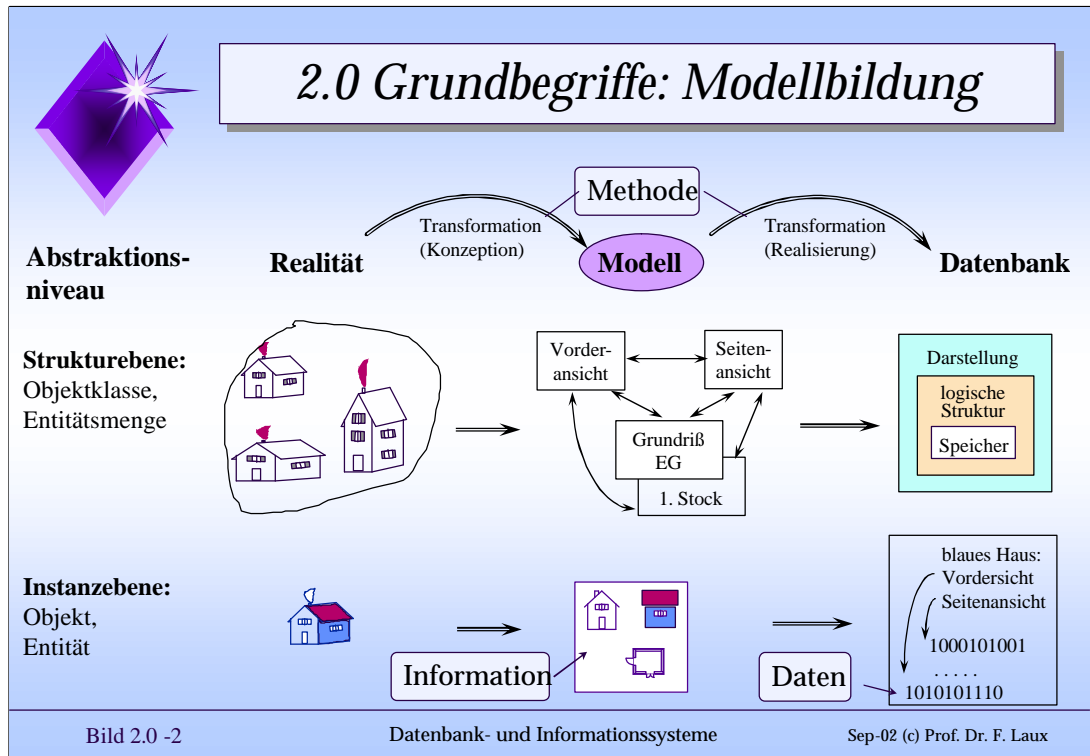 2.0 Grundbegriffe: Modellbildung
Methode
Transformation
(Konzeption)
Transformation
(Realisierung)
Abstraktions-
niveau
Realität
Modell
Datenbank
Strukturebene:
Objektklasse,
Entitätsmenge
Vorder-
ansicht
Seiten-
ansicht
Grundriß
EG
1. Stock
Darstellung
logische
Struktur
Speicher
Instanzebene:
Objekt,
Entität
Information
Daten
blaues Haus:
Vordersicht
Seitenansicht
1000101001
. . . . .
1010101110
Bild 2.0 -2
Datenbank- und Informationssysteme
Sep-02 (c) Prof. Dr. F. Laux